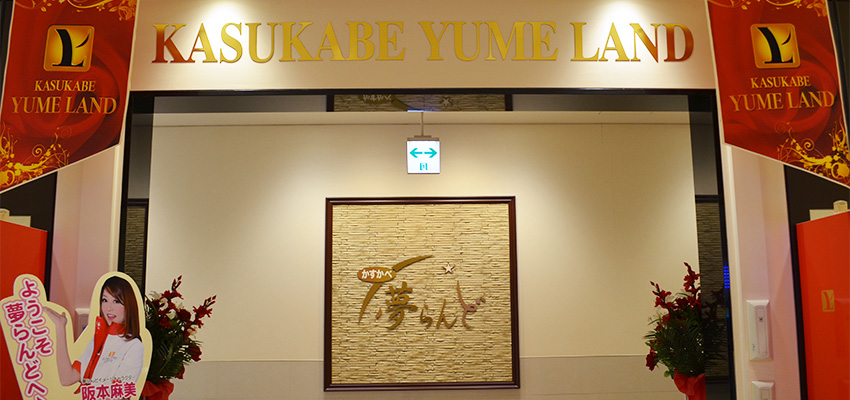 KASUKABE YUME LAND
KASUKABE
YUME LAND
KASUKABE
YUME LAND
かすかべ
夢らんど
ようこそ
夢らんどへ
阪本麻美